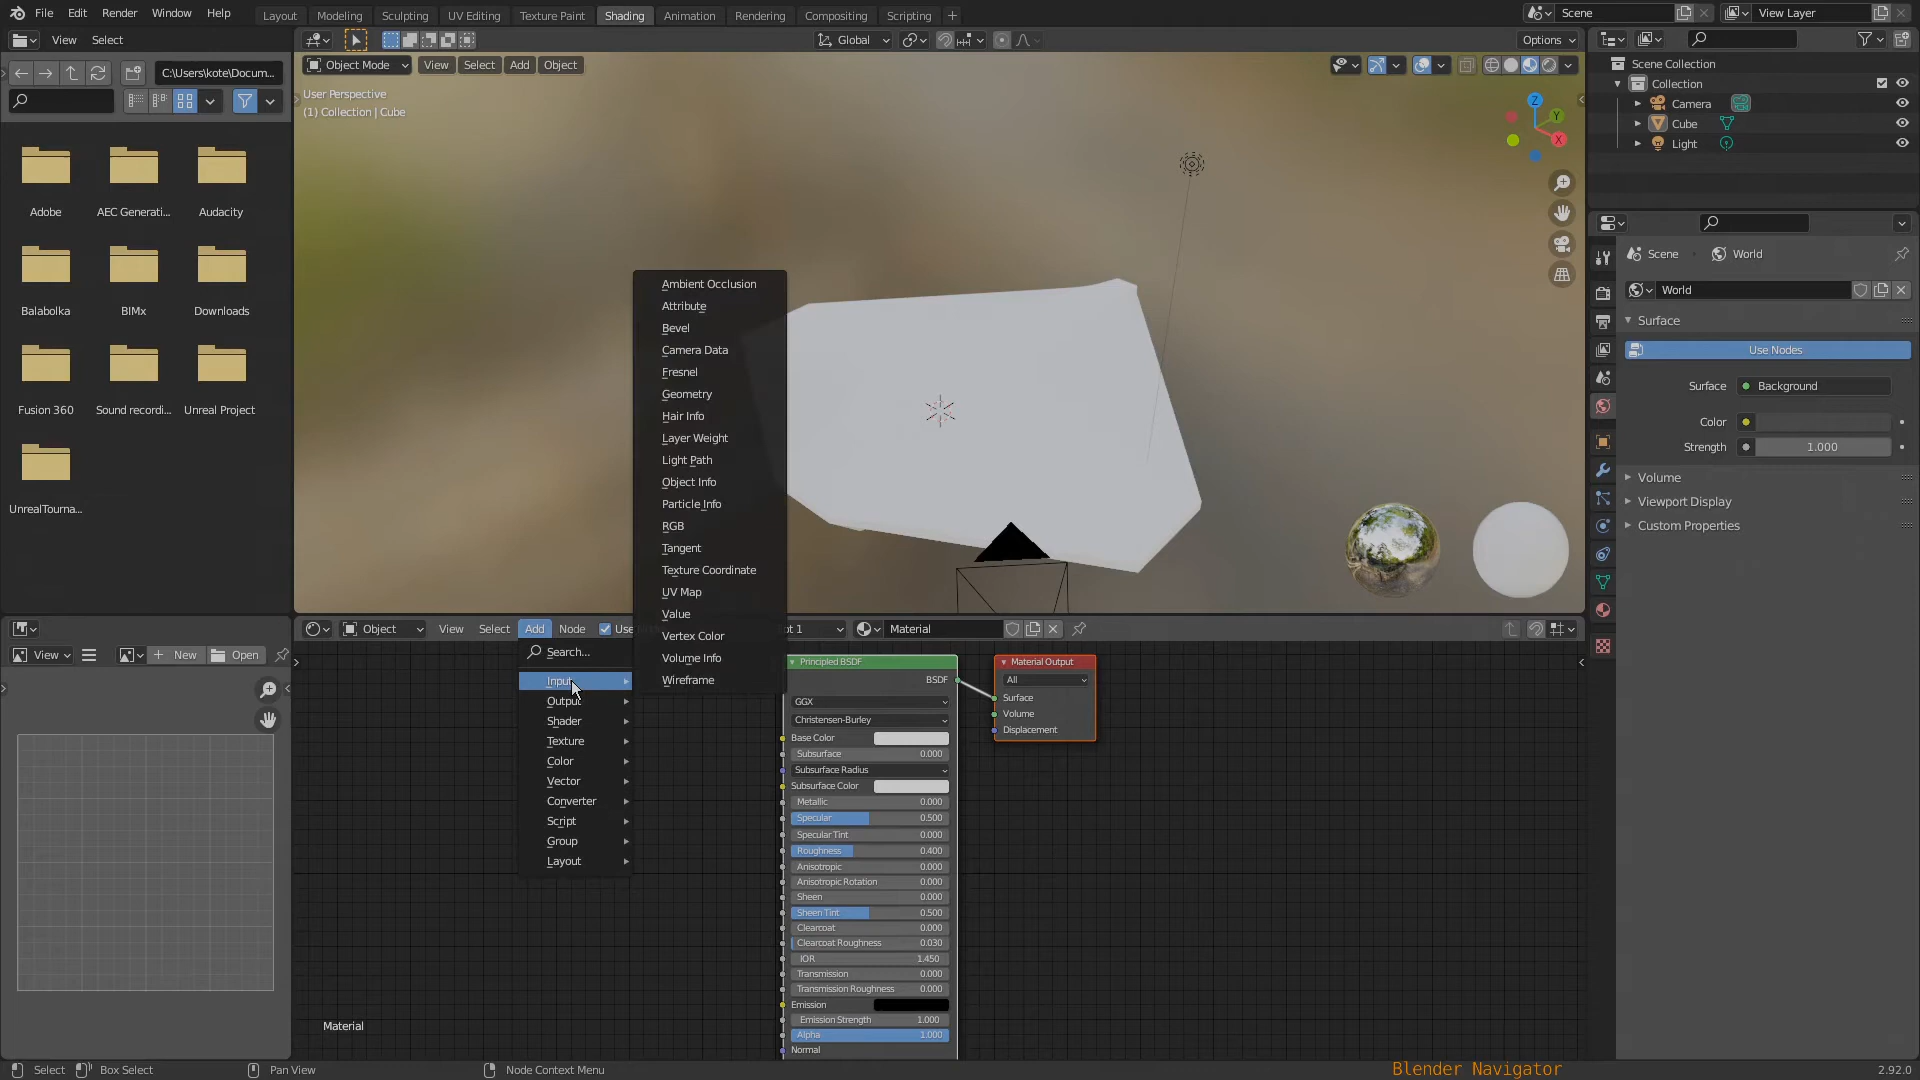 File Edit Render Window Help
Layout Modeling Sculpting UV Editing Texture Paint Shading Animation Rendering Compositing Scripting +
Scene View Layer
View Select
Global Options
C:\Users\kote\Docum...
Object Mode View Select Add Object
User Perspective
(1) Collection | Cube
Z Y X
Adobe AEC Generati... Audacity
Balabolka BIMx Downloads
Fusion 360 Sound recordi... Unreal Project
UnrealTourna...
Scene Collection
Collection
Camera
Cube
Light
Scene World
World
Surface
Use Nodes
Surface Background
Color
Strength 1.000
Volume
Viewport Display
Custom Properties
Ambient Occlusion
Attribute
Bevel
Camera Data
Fresnel
Geometry
Hair Info
Layer Weight
Light Path
Object Info
Particle Info
RGB
Tangent
Texture Coordinate
UV Map
Value
Vertex Color
Volume Info
Wireframe
Object View Select Add Node Material
View New Open
Search...
Input
Output
Shader
Texture
Color
Vector
Converter
Script
Group
Layout
Principled BSDF
BSDF
GGX
Christensen-Burley
Base Color
Subsurface 0.000
Subsurface Radius
Subsurface Color
Metallic 0.000
Specular 0.500
Specular Tint 0.000
Roughness 0.400
Anisotropic 0.000
Anisotropic Rotation 0.000
Sheen 0.000
Sheen Tint 0.500
Clearcoat 0.000
Clearcoat Roughness 0.030
IOR 1.450
Transmission 0.000
Transmission Roughness 0.000
Emission
Emission Strength 1.000
Alpha 1.000
Normal
Material Output
All
Surface
Volume
Displacement
Material
Select Box Select Pan View Node Context Menu Blender Navigator 2.92.0